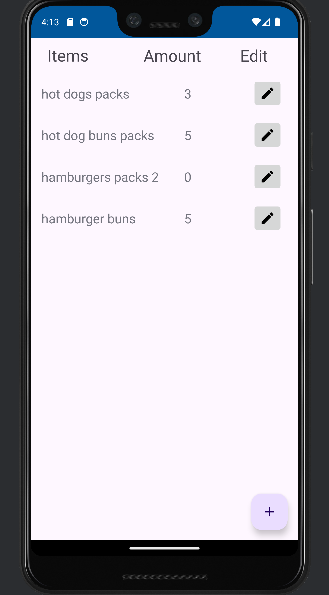 4:13
Items Amount Edit
hot dogs packs 3
hot dog buns packs 5
hamburgers packs 2 0
hamburger buns 5
+